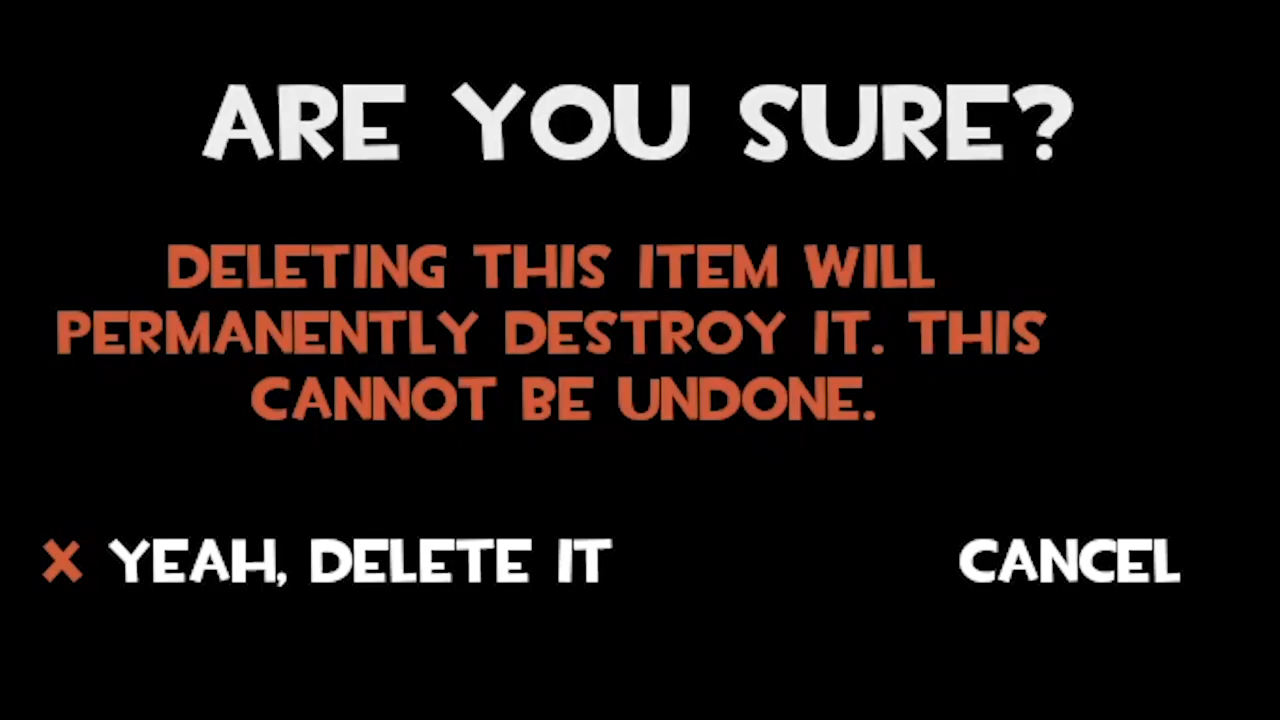 ARE YOU SURE?
DELETING THIS ITEM WILL
PERMANENTLY DESTROY IT. THIS
CANNOT BE UNDONE.
X YEAH, DELETE IT CANCEL